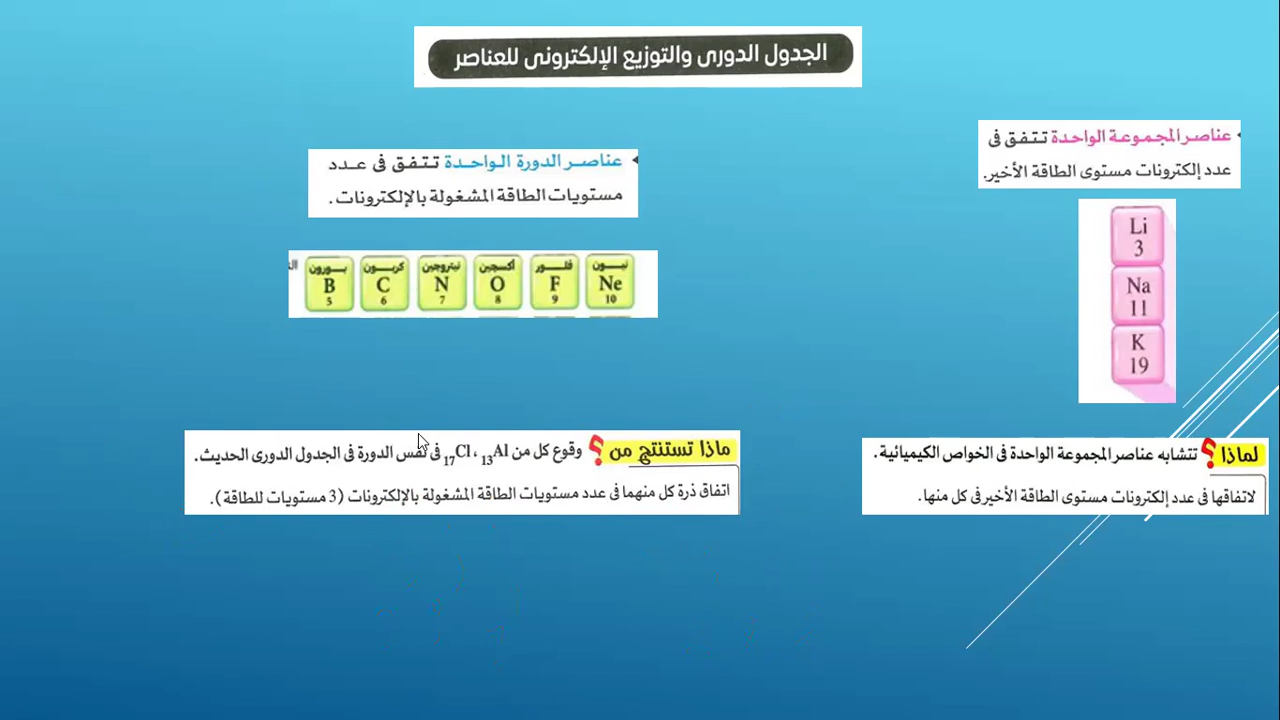 الجدول الدورى والتوزيع الإلكترونى للعناصر
عناصر المجموعة الواحدة تتفق فى
عدد إلكترونات مستوى الطاقة الأخير.
Li
3
Na
11
K
19
عناصر الدورة الواحدة تتفق فى عدد
مستويات الطاقة المشغولة بالإلكترونات.
بورون كربون نيتروجين أكسجين فلور نيون
B C N O F Ne
5 6 7 8 9 10
لماذا ؟ تتشابه عناصر المجموعة الواحدة فى الخواص الكيميائية.
لاتفاقها فى عدد إلكترونات مستوى الطاقة الأخير فى كل منها.
ماذا تستنتج من ؟ وقوع كل من ₁₃Al ، ₁₇Cl فى نفس الدورة فى الجدول الدورى الحديث.
اتفاق ذرة كل منهما فى عدد مستويات الطاقة المشغولة بالإلكترونات (3 مستويات للطاقة).